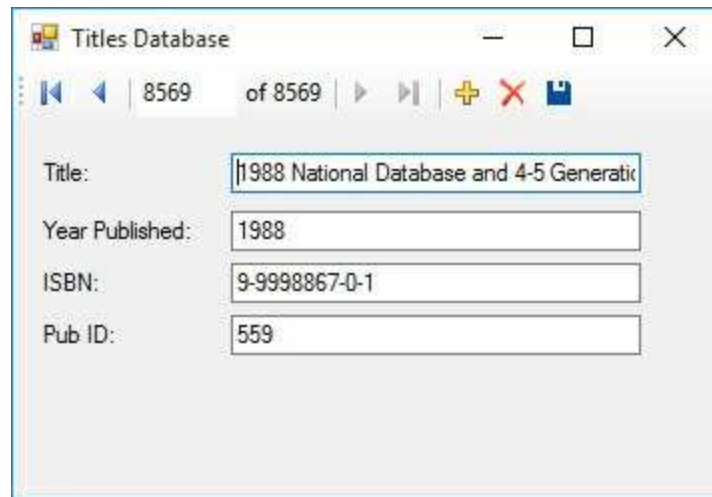 Titles Database
8569 of 8569
Title: 1988 National Database and 4-5 Generatic
Year Published: 1988
ISBN: 9-9998867-0-1
Pub ID: 559